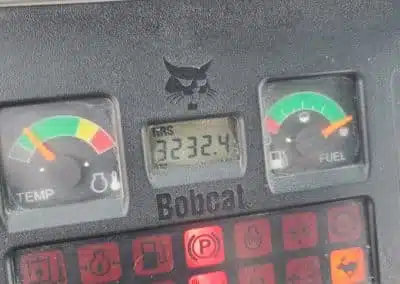 HRS
3232.4
TEMP
FUEL
Bobcat
P